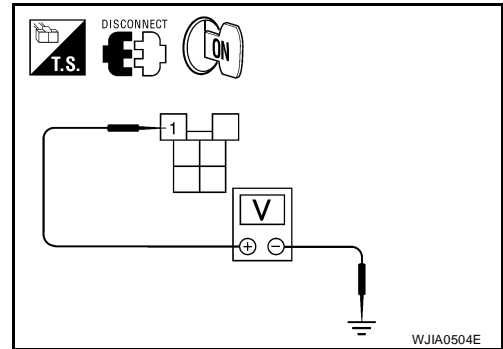 DISCONNECT
T.S.
ON
1
V
+ −
WJIA0504E